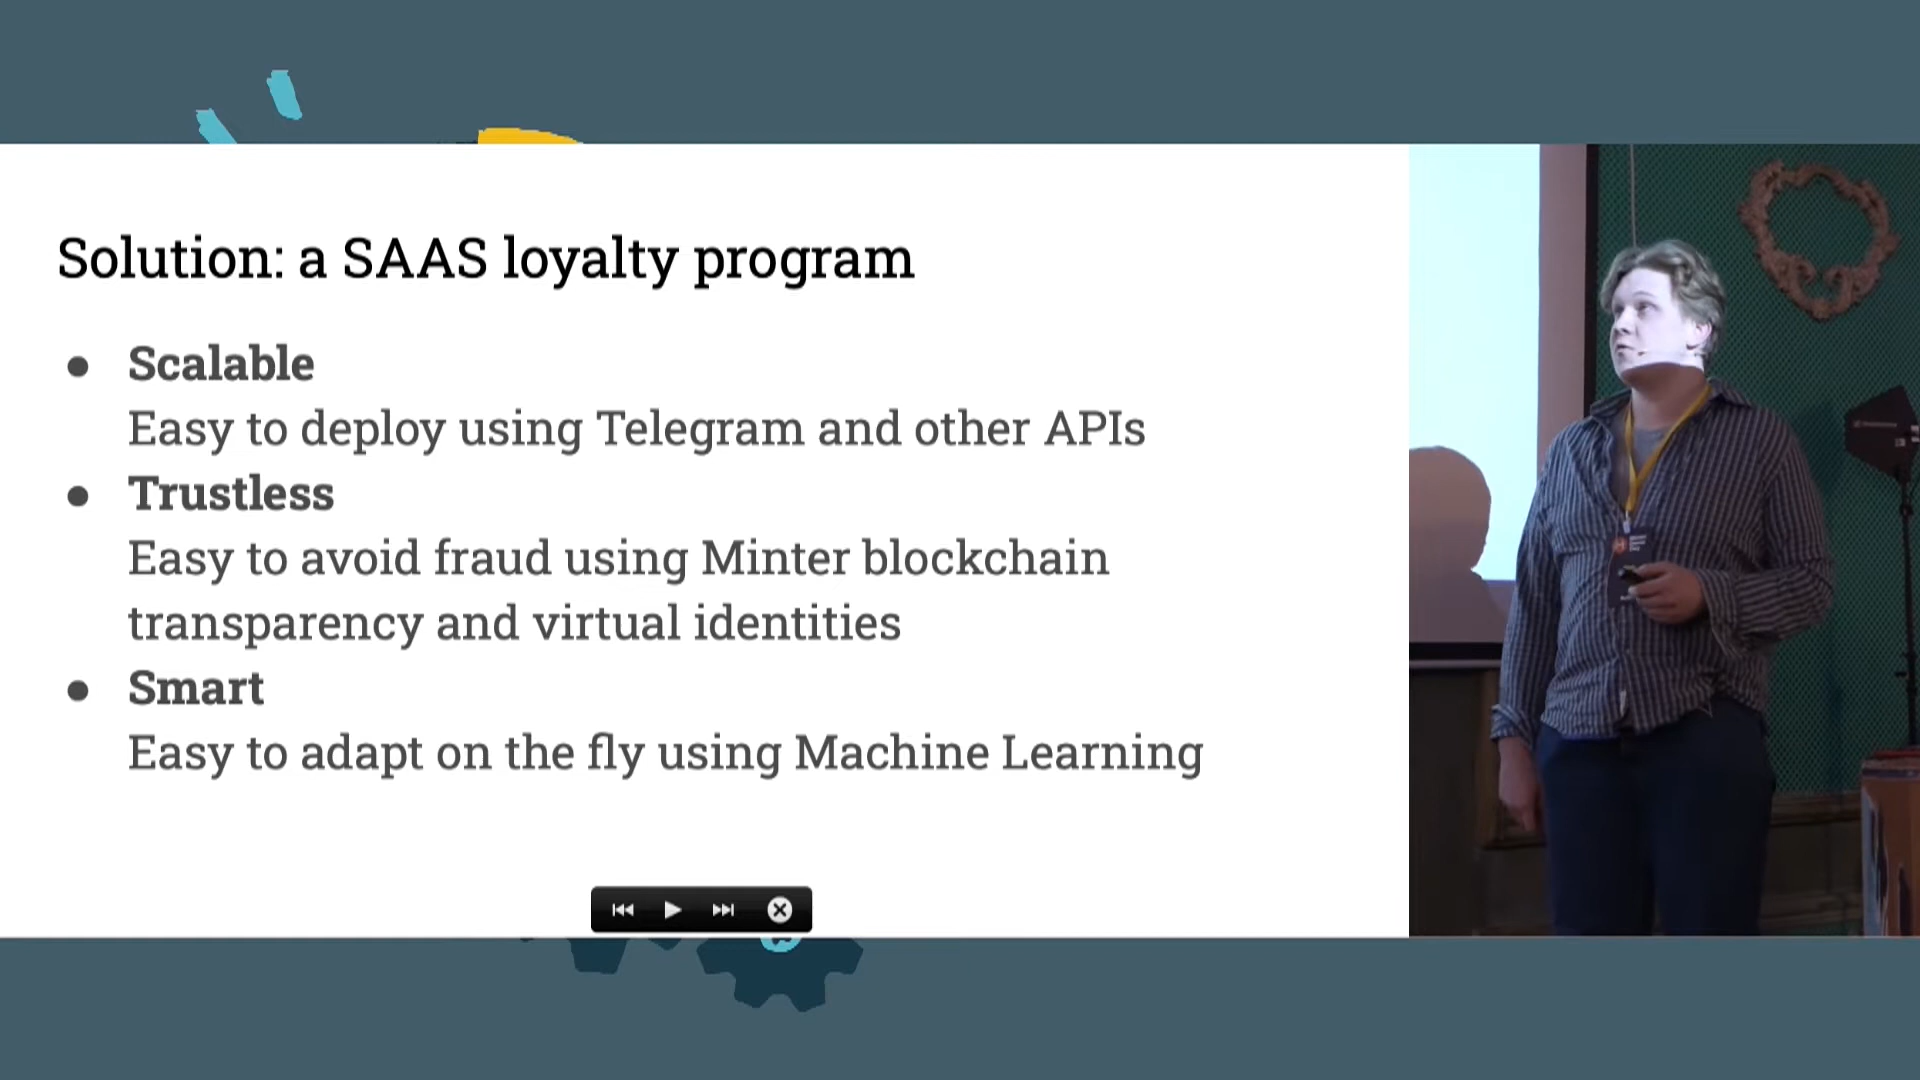 Solution: a SAAS loyalty program
● Scalable
Easy to deploy using Telegram and other APIs
● Trustless
Easy to avoid fraud using Minter blockchain
transparency and virtual identities
● Smart
Easy to adapt on the fly using Machine Learning